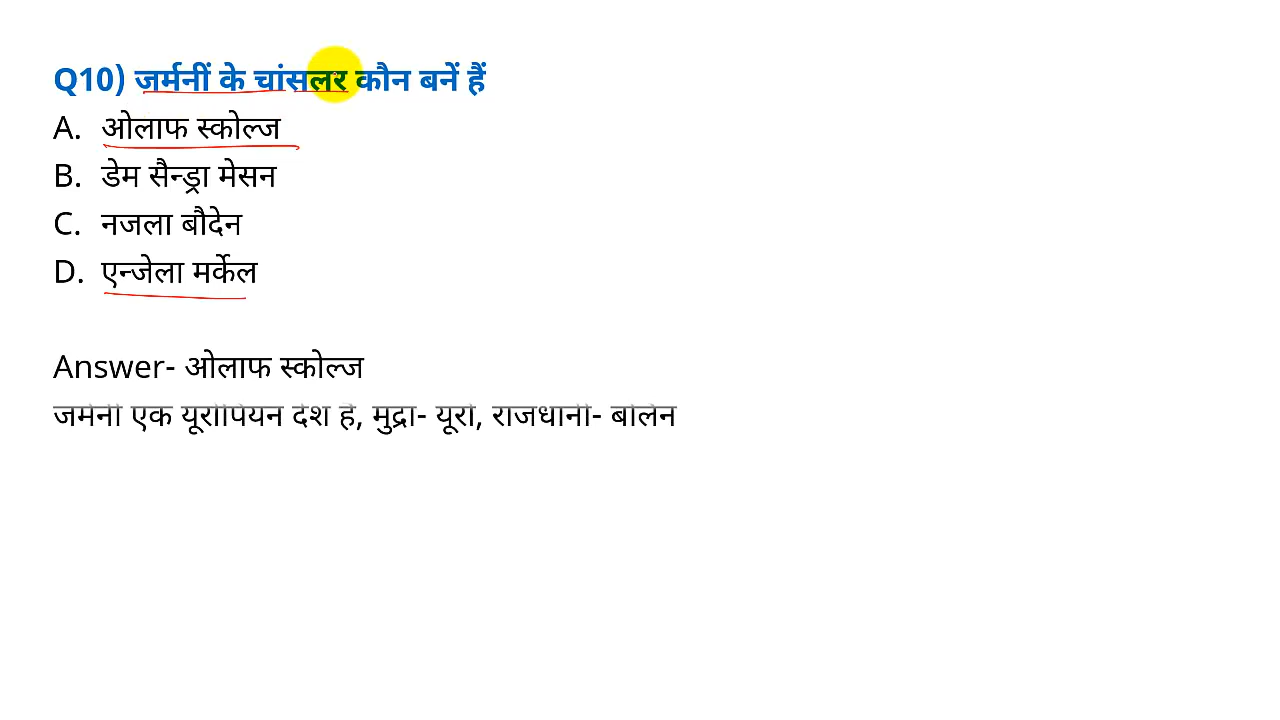 Q10) जर्मनीं के चांसलर कौन बनें हैं
A. ओलाफ स्कोल्ज
B. डेम सैन्ड्रा मेसन
C. नजला बौदेन
D. एन्जेला मर्केल
Answer- ओलाफ स्कोल्ज
जर्मनी एक यूरोपियन देश है, मुद्रा- यूरो, राजधानी- बर्लिन